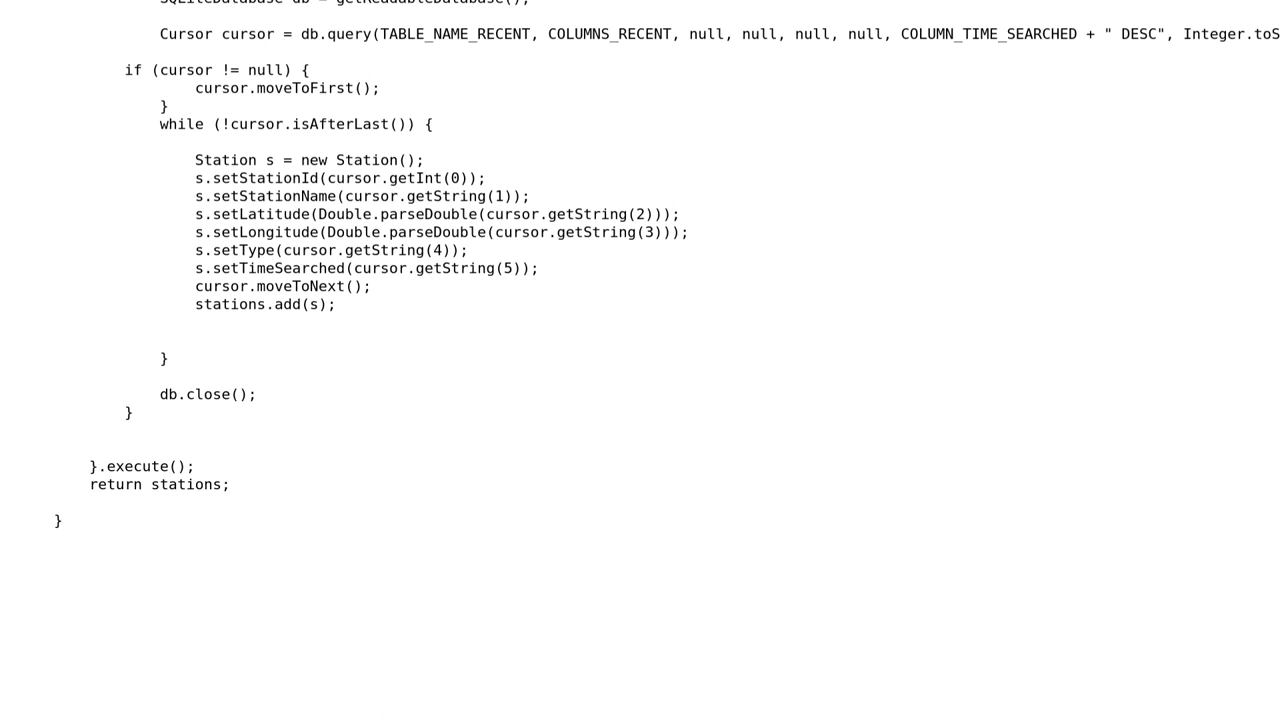 SQLiteDatabase db = getReadableDatabase();
Cursor cursor = db.query(TABLE_NAME_RECENT, COLUMNS_RECENT, null, null, null, null, COLUMN_TIME_SEARCHED + " DESC", Integer.toS
if (cursor != null) {
cursor.moveToFirst();
}
while (!cursor.isAfterLast()) {
Station s = new Station();
s.setStationId(cursor.getInt(0));
s.setStationName(cursor.getString(1));
s.setLatitude(Double.parseDouble(cursor.getString(2)));
s.setLongitude(Double.parseDouble(cursor.getString(3)));
s.setType(cursor.getString(4));
s.setTimeSearched(cursor.getString(5));
cursor.moveToNext();
stations.add(s);
}
db.close();
}
}.execute();
return stations;
}